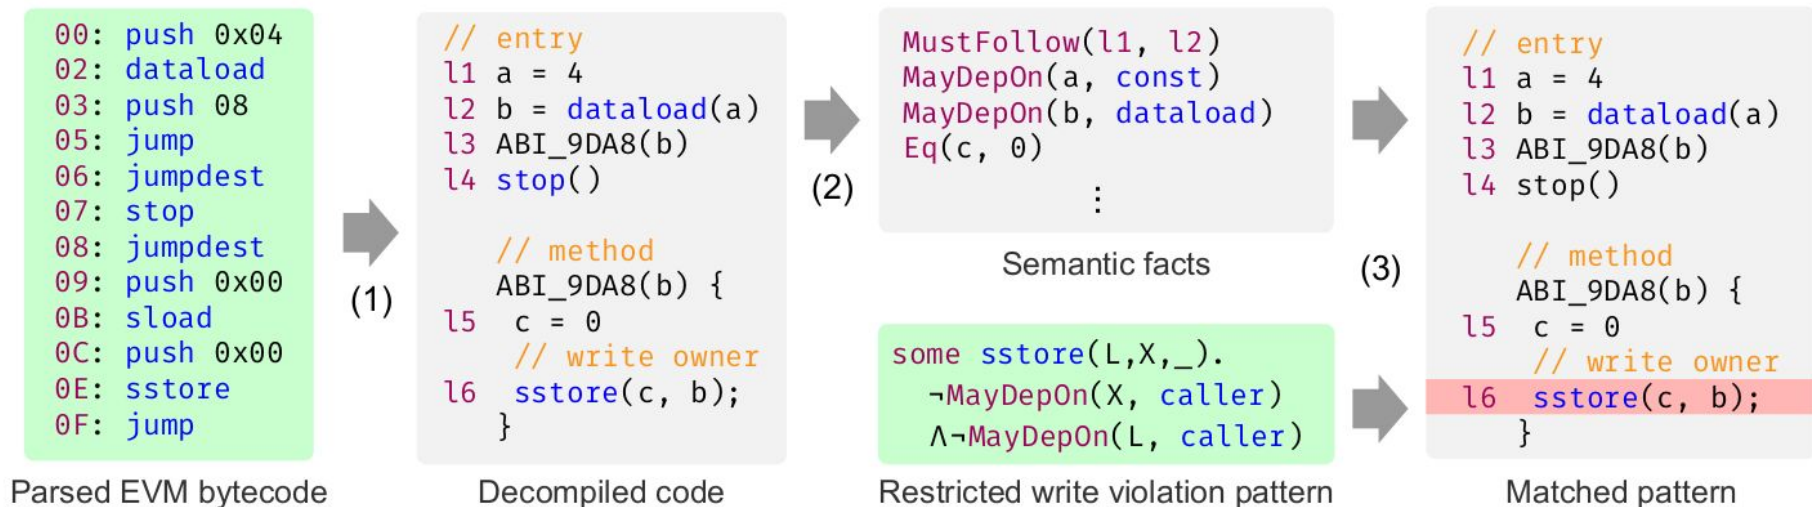 00: push 0x04
02: dataload
03: push 08
05: jump
06: jumpdest
07: stop
08: jumpdest
09: push 0x00
0B: sload
0C: push 0x00
0E: sstore
0F: jump
Parsed EVM bytecode
(1)
// entry
l1 a = 4
l2 b = dataload(a)
l3 ABI_9DA8(b)
l4 stop()
// method
ABI_9DA8(b) {
l5 c = 0
// write owner
l6 sstore(c, b);
}
Decompiled code
(2)
MustFollow(l1, l2)
MayDepOn(a, const)
MayDepOn(b, dataload)
Eq(c, 0)
⋮
Semantic facts
some sstore(L,X,_).
¬MayDepOn(X, caller)
∧¬MayDepOn(L, caller)
Restricted write violation pattern
(3)
// entry
l1 a = 4
l2 b = dataload(a)
l3 ABI_9DA8(b)
l4 stop()
// method
ABI_9DA8(b) {
l5 c = 0
// write owner
l6 sstore(c, b);
}
Matched pattern